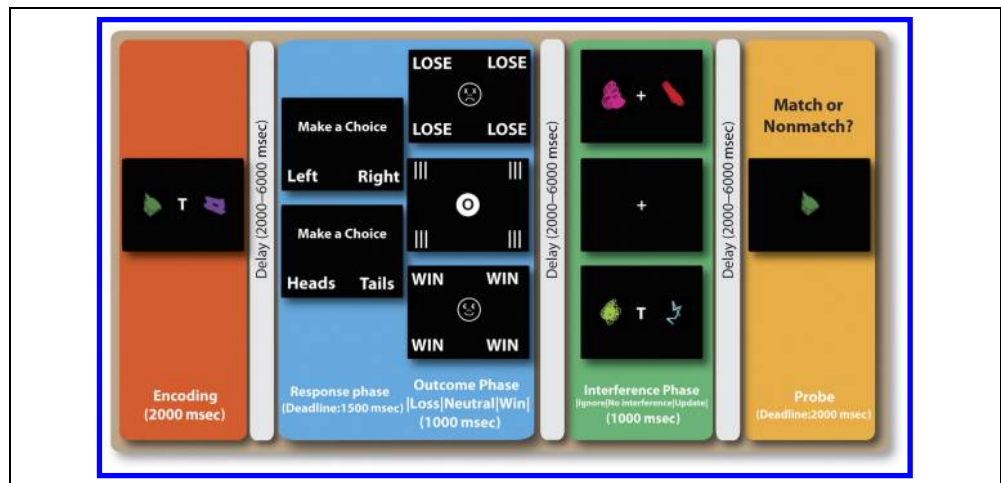 T
Encoding
(2000 msec)
Delay (2000–6000 msec)
Make a Choice
Left Right
Make a Choice
Heads Tails
Response phase
(Deadline:1500 msec)
LOSE LOSE
LOSE LOSE
||| |||
O
||| |||
WIN WIN
WIN WIN
Outcome Phase
|Loss|Neutral|Win|
(1000 msec)
Delay (2000–6000 msec)
+
+
T
Interference Phase
|Ignore|No interference|Update|
(1000 msec)
Delay (2000–6000 msec)
Match or
Nonmatch?
Probe
(Deadline:2000 msec)